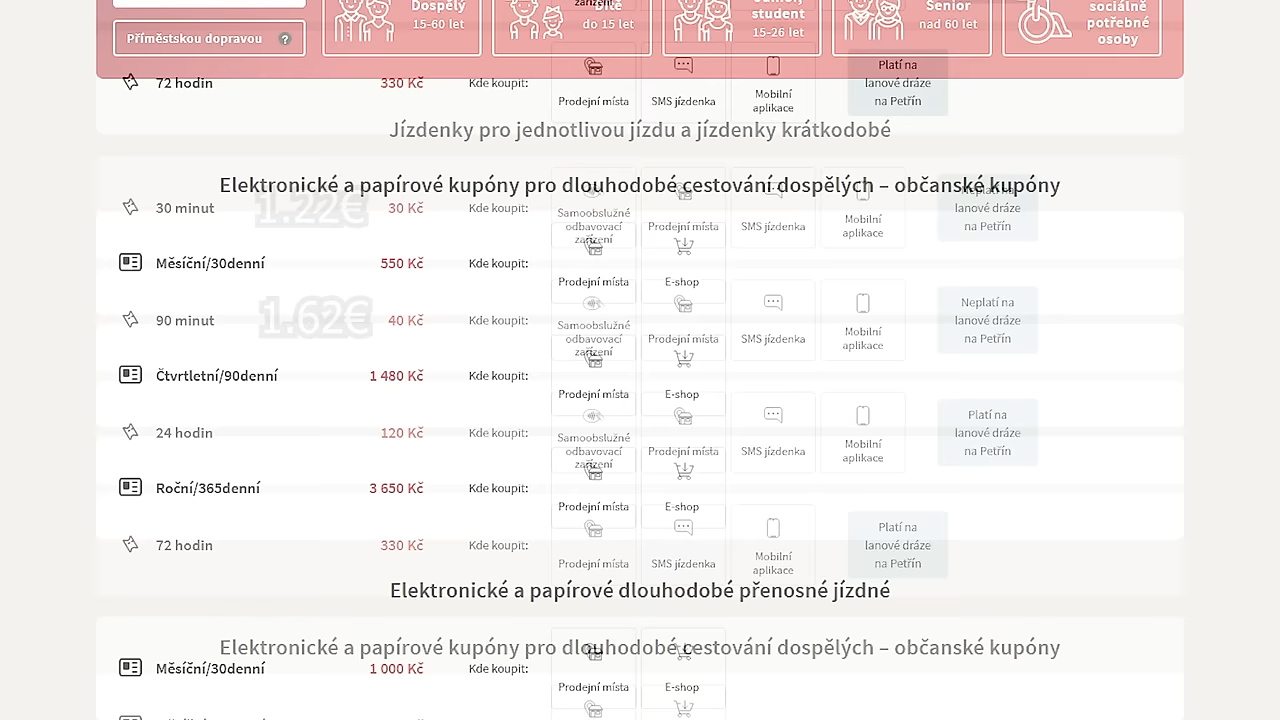 Dospělý
15-60 let
do 15 let
student
15-26 let
Senior
nad 60 let
sociálně
potřebné
osoby
Příměstskou dopravou ?
zařízení
72 hodin 330 Kč Kde koupit: Prodejní místa SMS jízdenka Mobilní aplikace Platí na lanové dráze na Petřín
Jízdenky pro jednotlivou jízdu a jízdenky krátkodobé
Elektronické a papírové kupóny pro dlouhodobé cestování dospělých – občanské kupóny
1.22€
30 minut 30 Kč Kde koupit: Samoobslužné odbavovací zařízení Prodejní místa SMS jízdenka Mobilní aplikace Neplatí na lanové dráze na Petřín
Měsíční/30denní 550 Kč Kde koupit: Prodejní místa E-shop
1.62€
90 minut 40 Kč Kde koupit: Samoobslužné odbavovací zařízení Prodejní místa SMS jízdenka Mobilní aplikace Neplatí na lanové dráze na Petřín
Čtvrtletní/90denní 1 480 Kč Kde koupit: Prodejní místa E-shop
24 hodin 120 Kč Kde koupit: Samoobslužné odbavovací zařízení Prodejní místa SMS jízdenka Mobilní aplikace Platí na lanové dráze na Petřín
Roční/365denní 3 650 Kč Kde koupit: Prodejní místa E-shop
72 hodin 330 Kč Kde koupit: Prodejní místa SMS jízdenka Mobilní aplikace Platí na lanové dráze na Petřín
Elektronické a papírové dlouhodobé přenosné jízdné
Elektronické a papírové kupóny pro dlouhodobé cestování dospělých – občanské kupóny
Měsíční/30denní 1 000 Kč Kde koupit: Prodejní místa E-shop